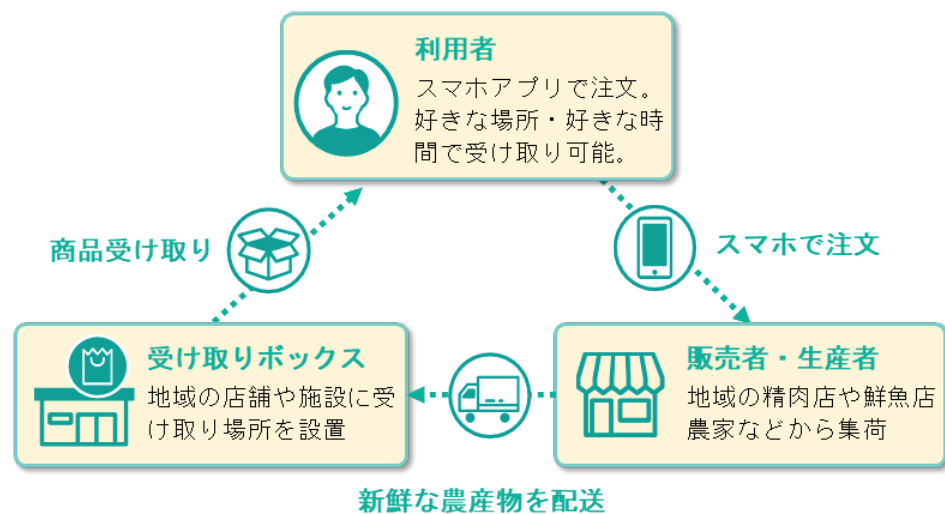 利用者
スマホアプリで注文。
好きな場所・好きな時
間で受け取り可能。
商品受け取り
スマホで注文
受け取りボックス
地域の店舗や施設に受
け取り場所を設置
販売者・生産者
地域の精肉店や鮮魚店
農家などから集荷
新鮮な農産物を配送